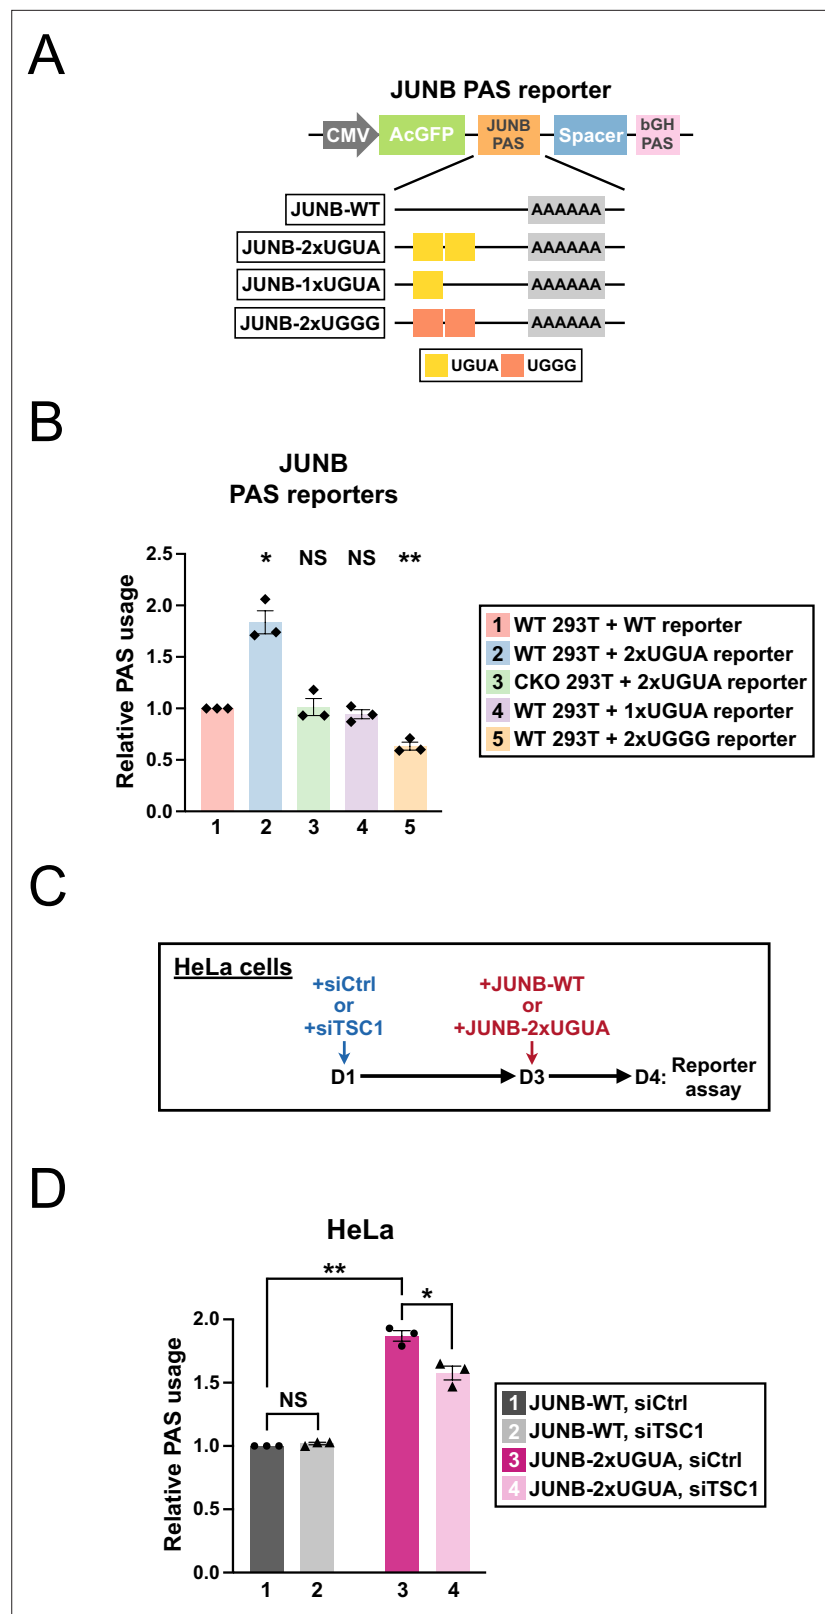 A
JUNB PAS reporter
CMV
AcGFP
JUNB
PAS
Spacer
bGH
PAS
JUNB-WT
AAAAAA
JUNB-2xUGUA
AAAAAA
JUNB-1xUGUA
AAAAAA
JUNB-2xUGGG
AAAAAA
UGUA
UGGG
B
JUNB
PAS reporters
Relative PAS usage
2.5
2.0
1.5
1.0
0.5
0.0
*
NS
NS
**
1
2
3
4
5
1 WT 293T + WT reporter
2 WT 293T + 2xUGUA reporter
3 CKO 293T + 2xUGUA reporter
4 WT 293T + 1xUGUA reporter
5 WT 293T + 2xUGGG reporter
C
HeLa cells
+siCtrl
or
+siTSC1
+JUNB-WT
or
+JUNB-2xUGUA
D1
D3
D4:
Reporter
assay
D
HeLa
Relative PAS usage
2.0
1.5
1.0
0.5
0.0
**
*
NS
1
2
3
4
1 JUNB-WT, siCtrl
2 JUNB-WT, siTSC1
3 JUNB-2xUGUA, siCtrl
4 JUNB-2xUGUA, siTSC1